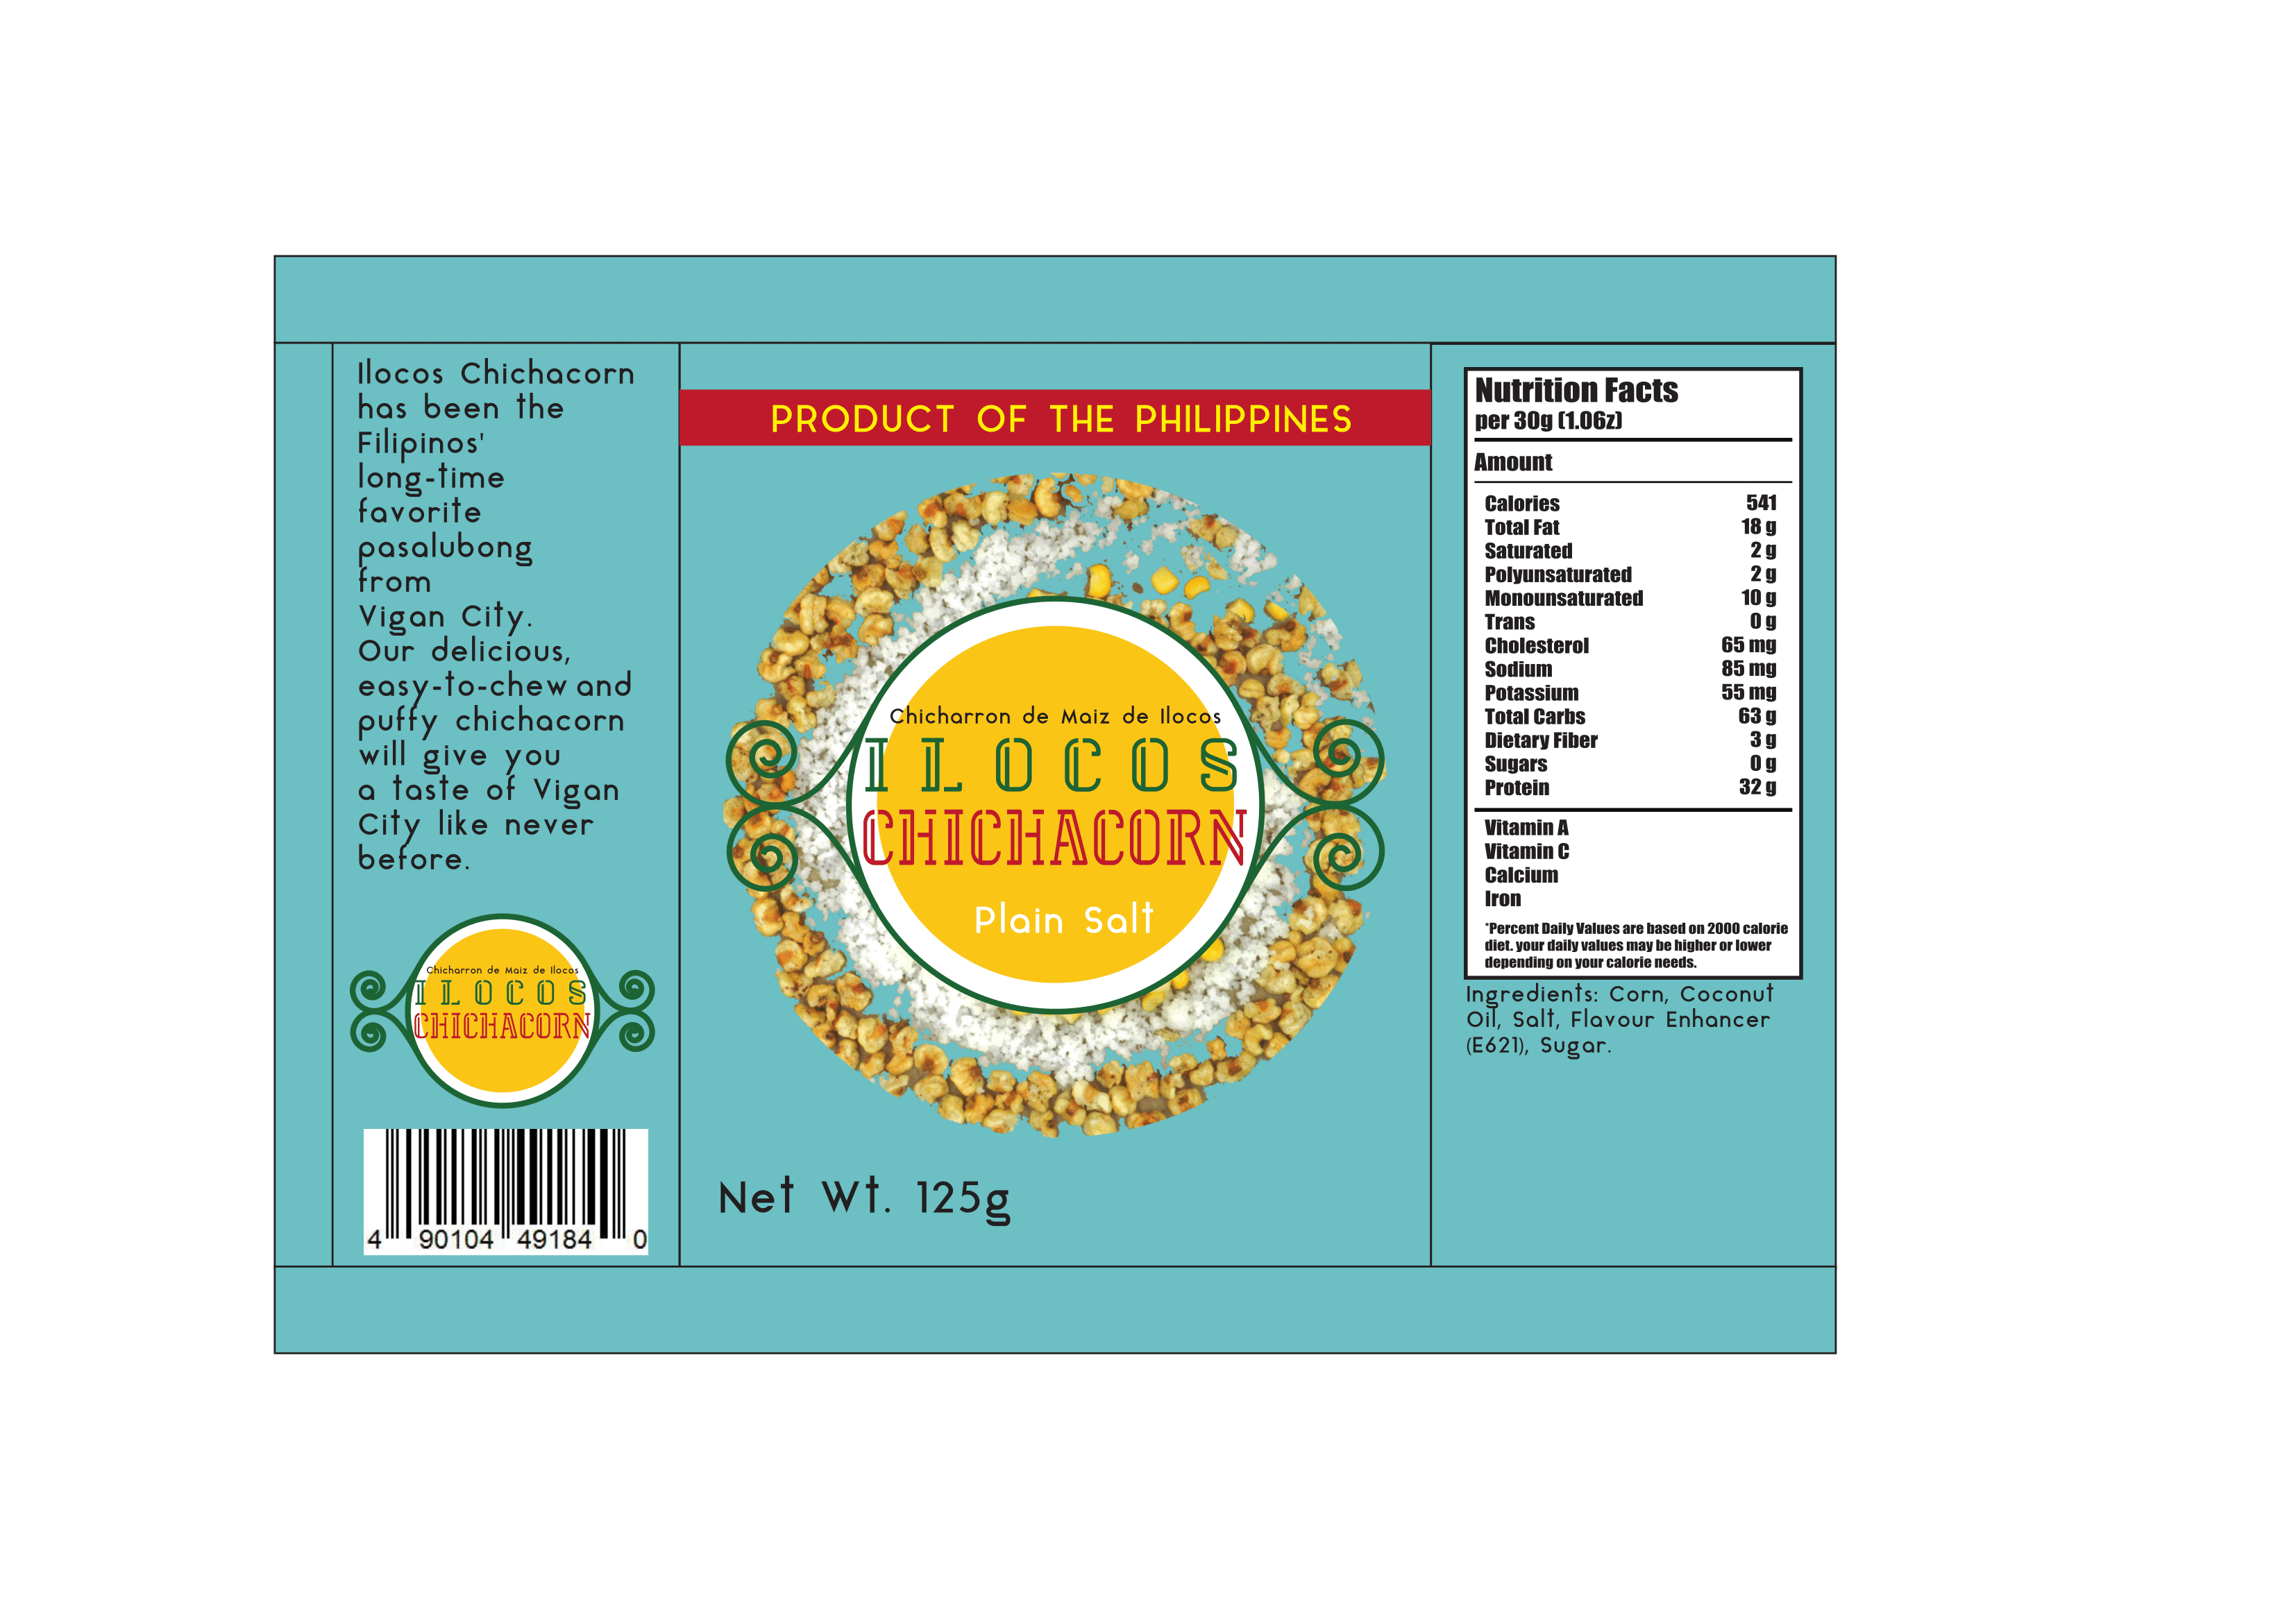 Ilocos Chichacorn
has been the
Filipinos'
long-time
favorite
pasalubong
from
Vigan City.
Our delicious,
easy-to-chew and
puffy chichacorn
will give you
a taste of Vigan
City like never
before.
Chicharron de Maiz de Ilocos
ILOCOS
CHICHACORN
4 90104 49184 0
PRODUCT OF THE PHILIPPINES
Chicharron de Maiz de Ilocos
ILOCOS
CHICHACORN
Plain Salt
Net Wt. 125g
Nutrition Facts
per 30g (1.06z)
Amount
Calories 541
Total Fat 18 g
Saturated 2 g
Polyunsaturated 2 g
Monounsaturated 10 g
Trans 0 g
Cholesterol 65 mg
Sodium 85 mg
Potassium 55 mg
Total Carbs 63 g
Dietary Fiber 3 g
Sugars 0 g
Protein 32 g
Vitamin A
Vitamin C
Calcium
Iron
*Percent Daily Values are based on 2000 calorie
diet. your daily values may be higher or lower
depending on your calorie needs.
Ingredients: Corn, Coconut
Oil, Salt, Flavour Enhancer
(E621), Sugar.